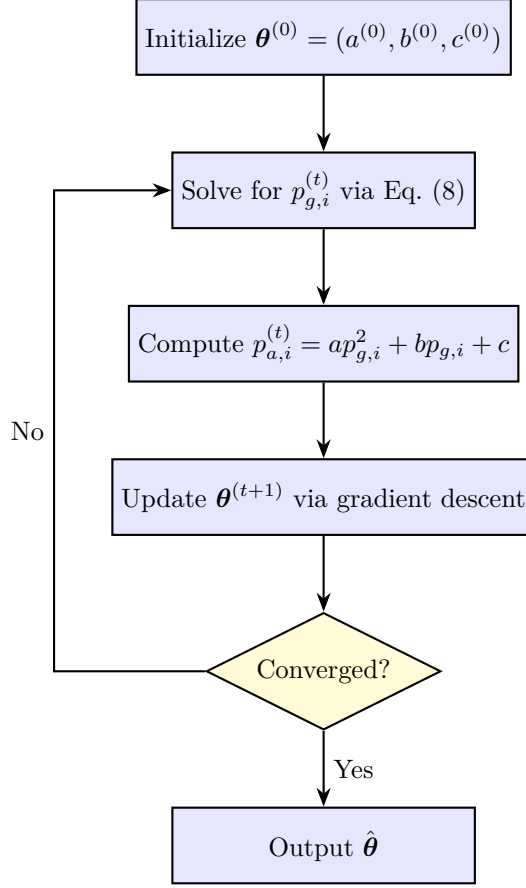 Initialize θ^(0) = (a^(0), b^(0), c^(0))
Solve for p_{g,i}^{(t)} via Eq. (8)
Compute p_{a,i}^{(t)} = ap_{g,i}^2 + bp_{g,i} + c
No
Update θ^(t+1) via gradient descent
Converged?
Yes
Output θ̂